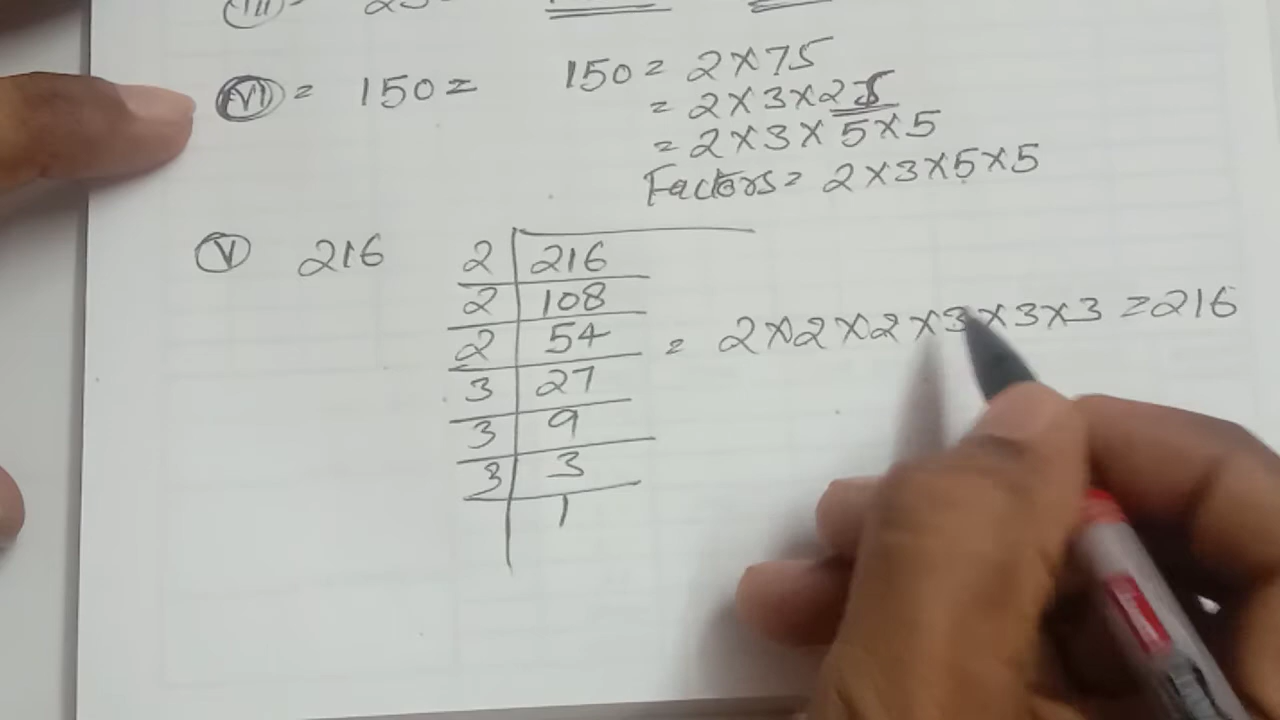 (VI) = 150 = 150 = 2 × 75
= 2 × 3 × 25
= 2 × 3 × 5 × 5
Factors = 2 × 3 × 5 × 5
(V) 216
2 | 216
2 | 108
2 | 54
3 | 27
3 | 9
3 | 3
1
= 2 × 2 × 2 × 3 × 3 × 3 = 216